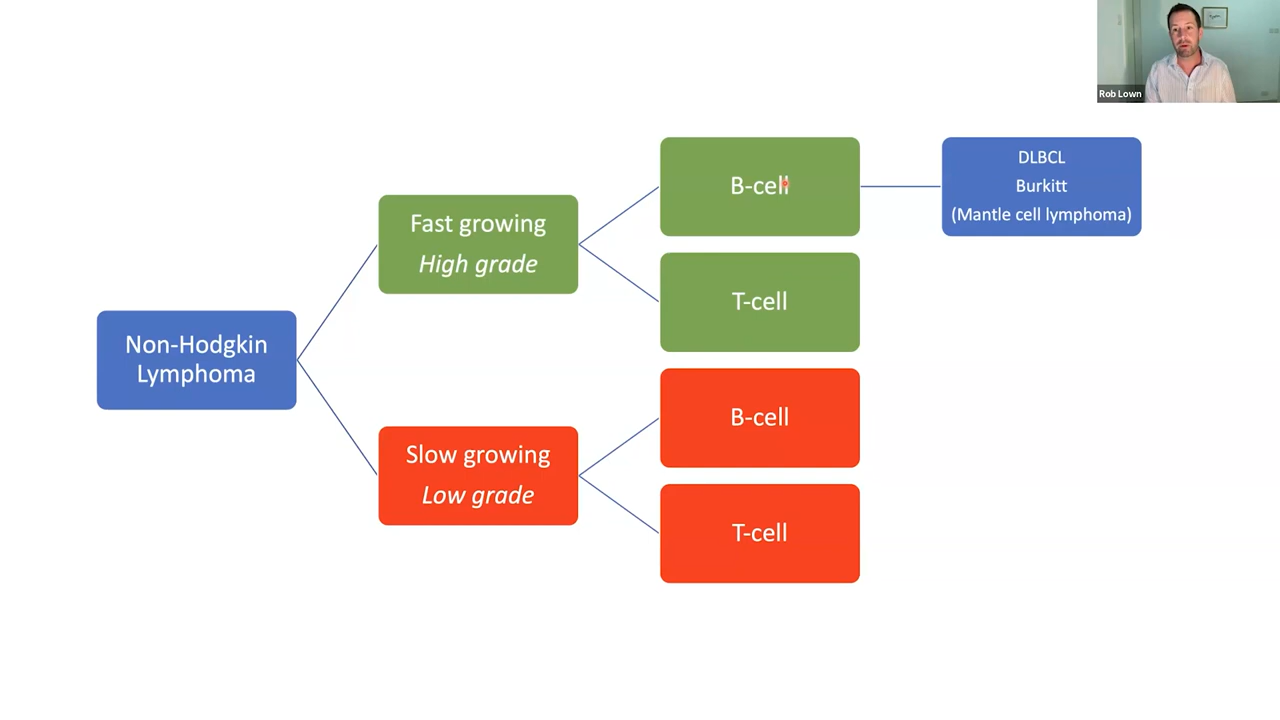 Rob Lown
Non-Hodgkin
Lymphoma
Fast growing
High grade
B-cell
DLBCL
Burkitt
(Mantle cell lymphoma)
T-cell
Slow growing
Low grade
B-cell
T-cell